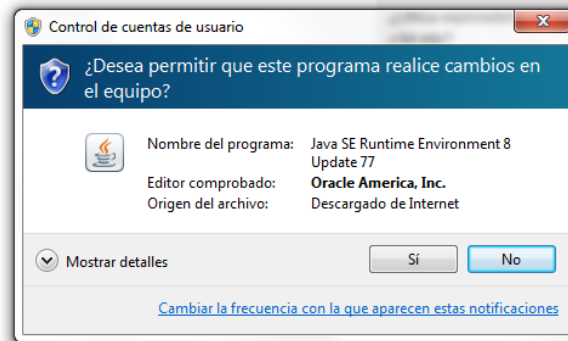 Control de cuentas de usuario
¿Desea permitir que este programa realice cambios en
el equipo?
Nombre del programa: Java SE Runtime Environment 8
Update 77
Editor comprobado: Oracle America, Inc.
Origen del archivo: Descargado de Internet
Mostrar detalles Sí No
Cambiar la frecuencia con la que aparecen estas notificaciones